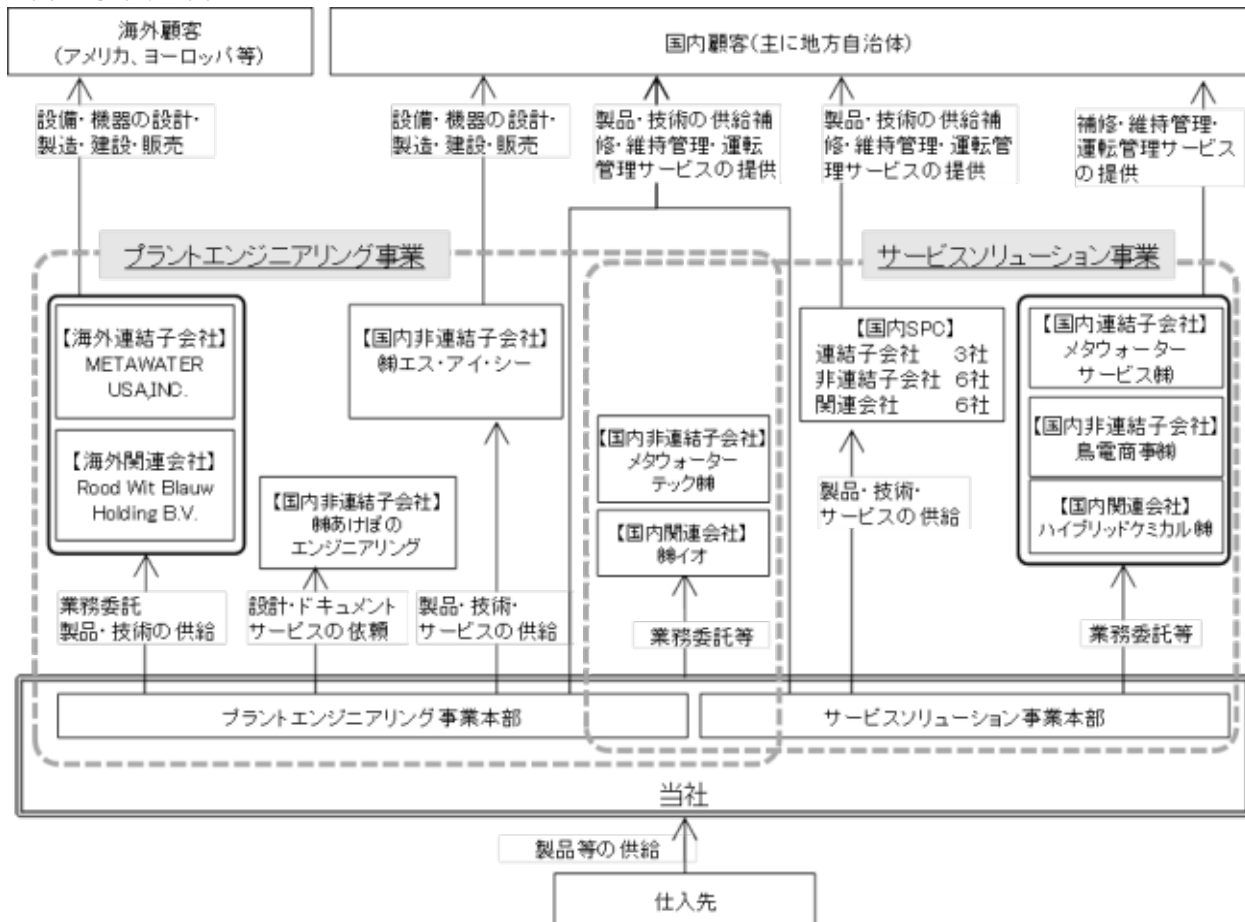 海外顧客
(アメリカ、ヨーロッパ等)
国内顧客(主に地方自治体)
設備・機器の設計・
製造・建設・販売
設備・機器の設計・
製造・建設・販売
製品・技術の供給補
修・維持管理・運転
管理サービスの提供
製品・技術の供給補
修・維持管理・運転管
理サービスの提供
補修・維持管理・
運転管理サービス
の提供
プラントエンジニアリング事業
サービスソリューション事業
【海外連結子会社】
METAWATER
USA,INC.
【海外関連会社】
Rood Wit Blauw
Holding B.V.
【国内非連結子会社】
㈱エス・アイ・シー
【国内非連結子会社】
㈱あけぼの
エンジニアリング
【国内非連結子会社】
メタウォーター
テック㈱
【国内関連会社】
㈱イオ
【国内SPC】
連結子会社 3社
非連結子会社 6社
関連会社 6社
【国内連結子会社】
メタウォーター
サービス㈱
【国内非連結子会社】
鳥電商事㈱
【国内関連会社】
ハイブリッドケミカル㈱
業務委託
製品・技術の供給
設計・ドキュメント
サービスの依頼
製品・技術・
サービスの供給
業務委託等
製品・技術・
サービスの供給
業務委託等
プラントエンジニアリング事業本部
サービスソリューション事業本部
当社
製品等の供給
仕入先